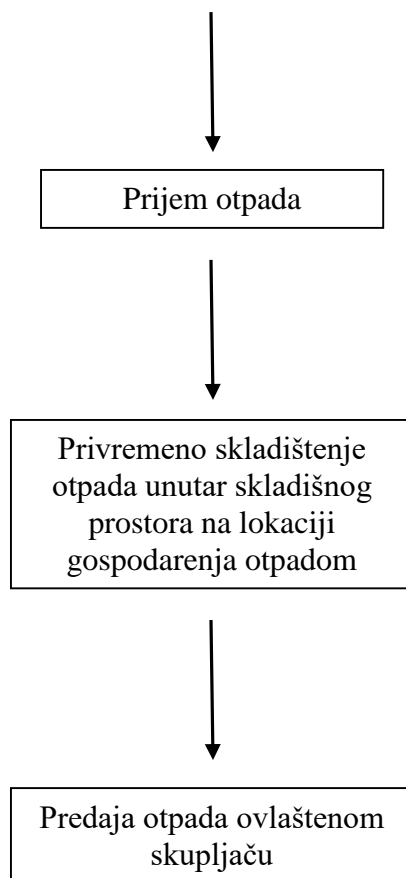 Prijem otpada
Privremeno skladištenje
otpada unutar skladišnog
prostora na lokaciji
gospodarenja otpadom
Predaja otpada ovlaštenom
skupljaču